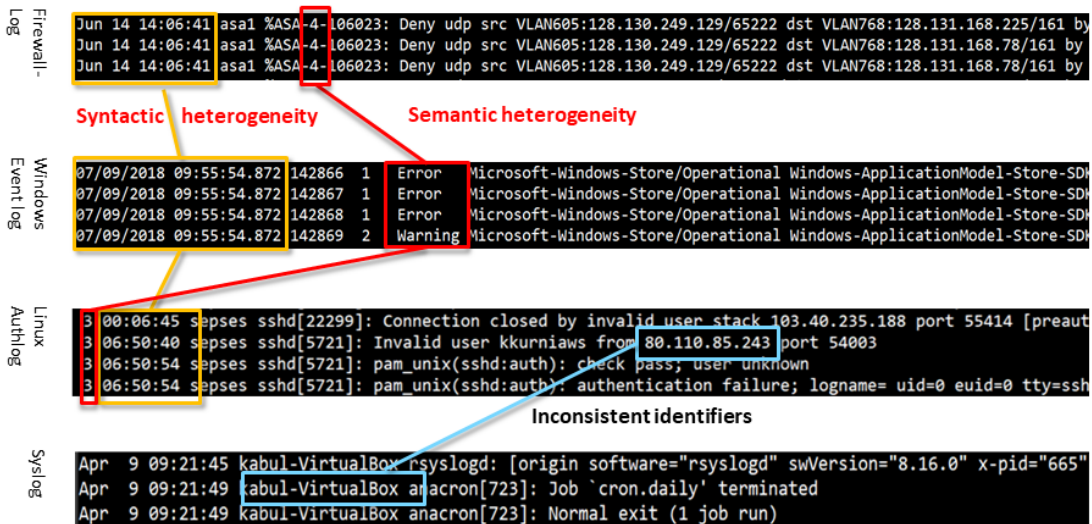 Firewall-
Log
Jun 14 14:06:41 asa1 %ASA-4-106023: Deny udp src VLAN605:128.130.249.129/65222 dst VLAN768:128.131.168.225/161 by
Jun 14 14:06:41 asa1 %ASA-4-106023: Deny udp src VLAN605:128.130.249.129/65222 dst VLAN768:128.131.168.78/161 by
Jun 14 14:06:41 asa1 %ASA-4-106023: Deny udp src VLAN605:128.130.249.129/65222 dst VLAN768:128.131.168.78/161 by
Syntactic heterogeneity
Semantic heterogeneity
Windows
Event log
07/09/2018 09:55:54.872 142866 1 Error Microsoft-Windows-Store/Operational Windows-ApplicationModel-Store-SDK
07/09/2018 09:55:54.872 142867 1 Error Microsoft-Windows-Store/Operational Windows-ApplicationModel-Store-SDK
07/09/2018 09:55:54.872 142868 1 Error Microsoft-Windows-Store/Operational Windows-ApplicationModel-Store-SDK
07/09/2018 09:55:54.872 142869 2 Warning Microsoft-Windows-Store/Operational Windows-ApplicationModel-Store-SDK
Linux
Authlog
3 00:06:45 sepses sshd[22299]: Connection closed by invalid user stack 103.40.235.188 port 55414 [preaut
3 06:50:40 sepses sshd[5721]: Invalid user kkurniaws from 80.110.85.243 port 54003
3 06:50:54 sepses sshd[5721]: pam_unix(sshd:auth): check pass; user unknown
3 06:50:54 sepses sshd[5721]: pam_unix(sshd:auth): authentication failure; logname= uid=0 euid=0 tty=ssh
Inconsistent identifiers
Syslog
Apr 9 09:21:45 kabul-VirtualBox rsyslogd: [origin software="rsyslogd" swVersion="8.16.0" x-pid="665"
Apr 9 09:21:49 kabul-VirtualBox anacron[723]: Job `cron.daily' terminated
Apr 9 09:21:49 kabul-VirtualBox anacron[723]: Normal exit (1 job run)